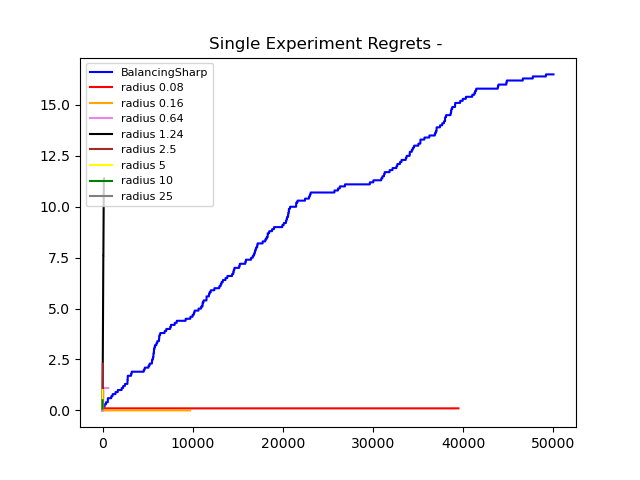 Single Experiment Regrets -
BalancingSharp
radius 0.08
radius 0.16
radius 0.64
radius 1.24
radius 2.5
radius 5
radius 10
radius 25
15.0
12.5
10.0
7.5
5.0
2.5
0.0
0 10000 20000 30000 40000 50000